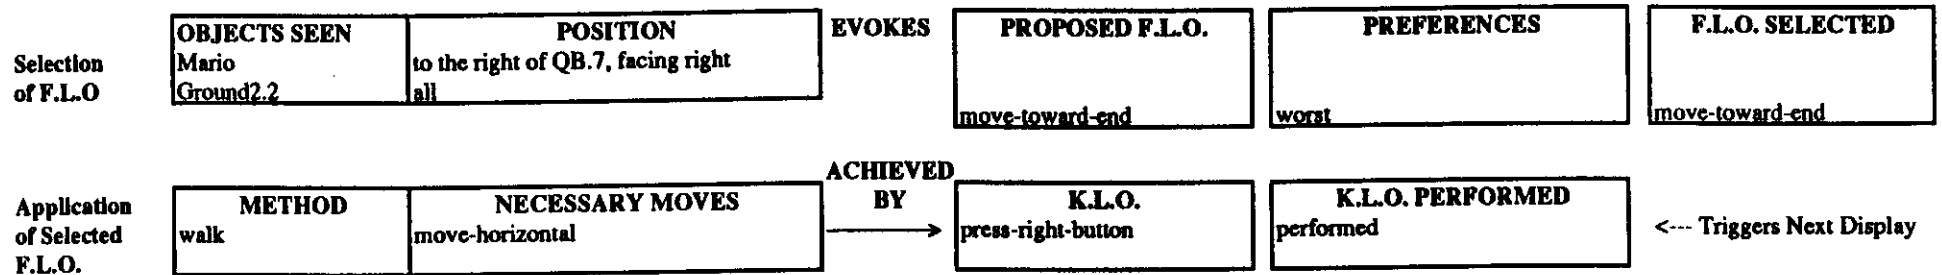 OBJECTS SEEN POSITION EVOKES PROPOSED F.L.O. PREFERENCES F.L.O. SELECTED
Selection Mario to the right of QB.7, facing right
of F.L.O Ground2.2 all
move-toward-end worst move-toward-end
ACHIEVED
Application METHOD NECESSARY MOVES BY K.L.O. K.L.O. PERFORMED
of Selected walk move-horizontal press-right-button performed <--- Triggers Next Display
F.L.O.